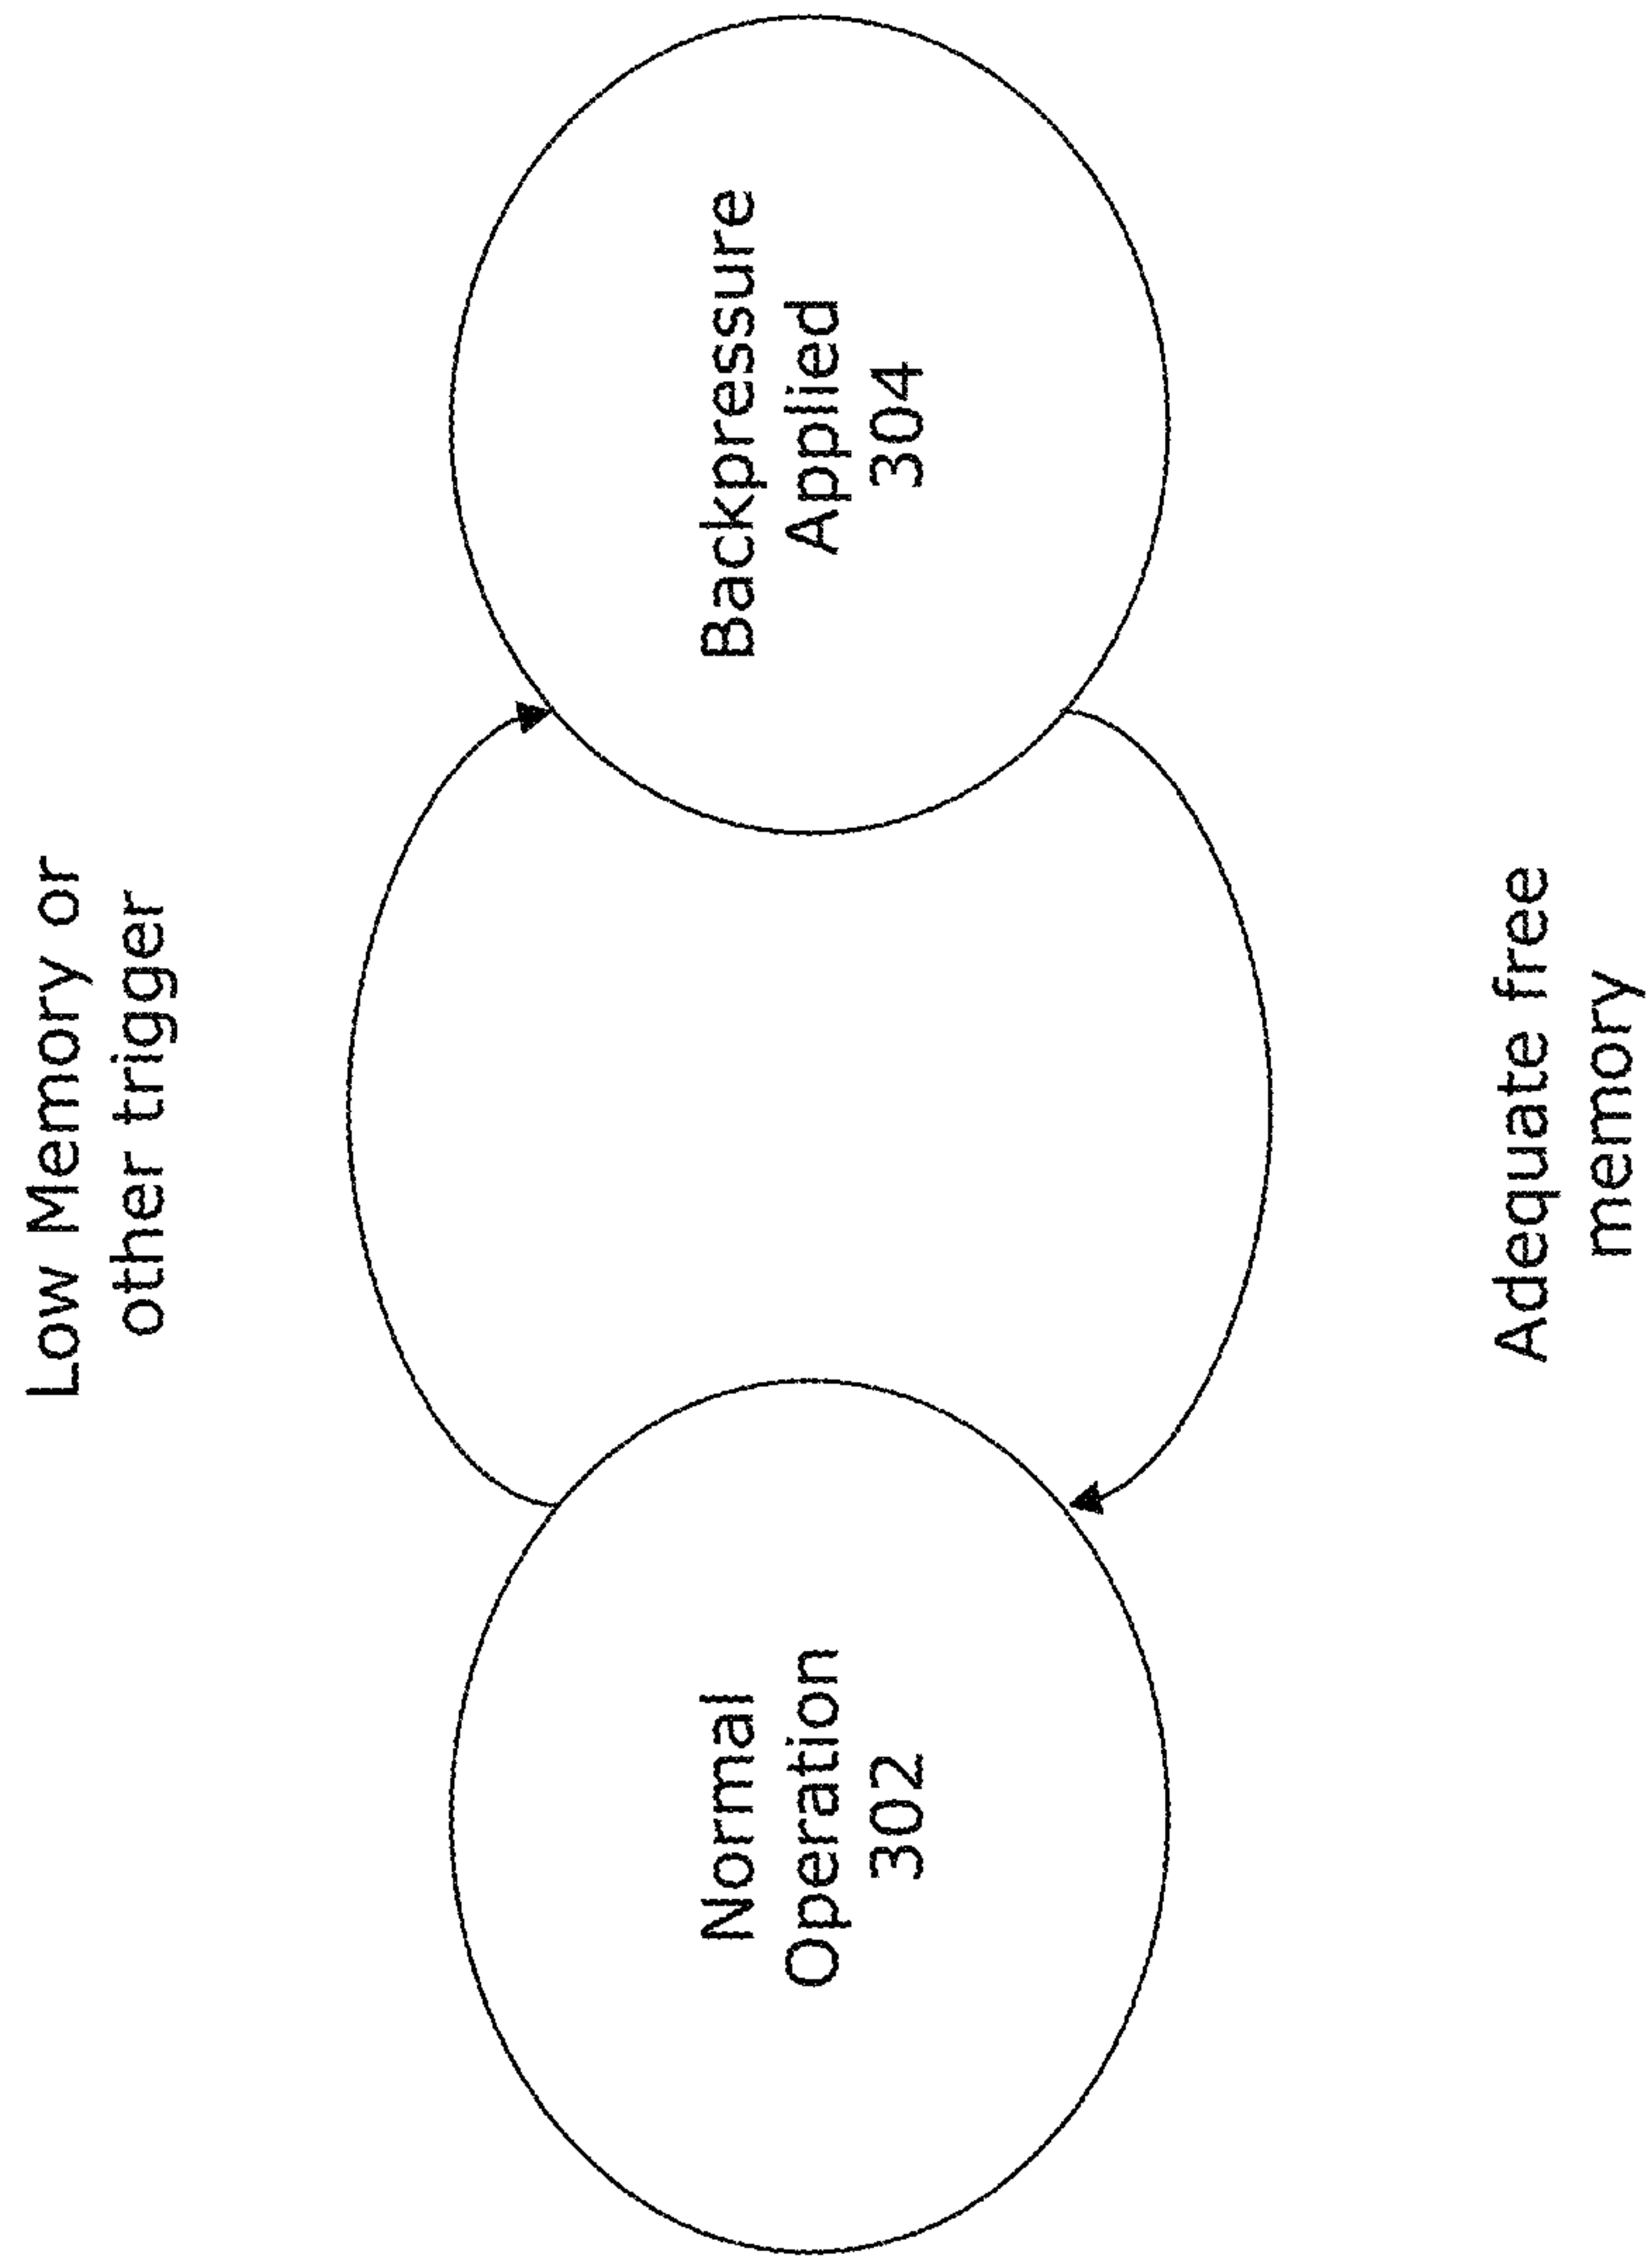 Low Memory or
other trigger
Normal
Operation
302
Backpressure
Applied
304
Adequate free
memory